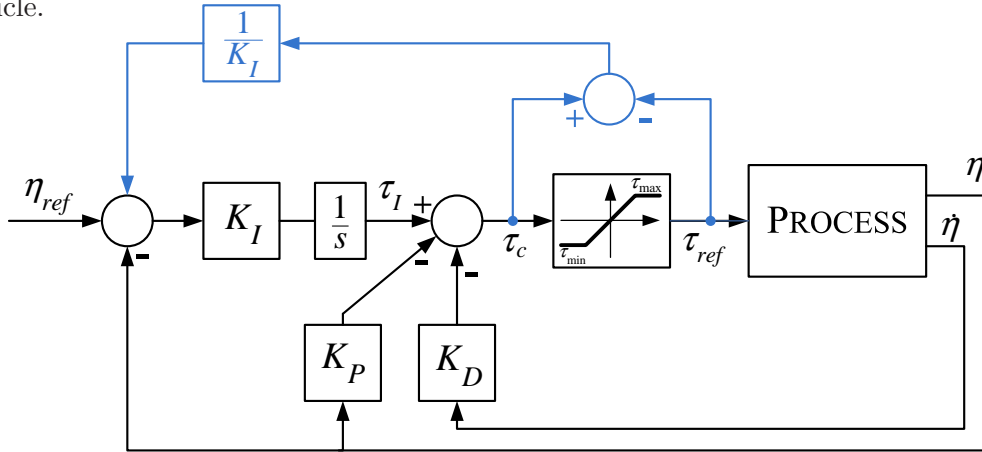 icle.
1
K_I
+
-
η_ref
K_I
1
s
τ_I
+
τ_c
τ_max
τ_min
τ_ref
PROCESS
η
η̇
-
-
-
K_P
K_D